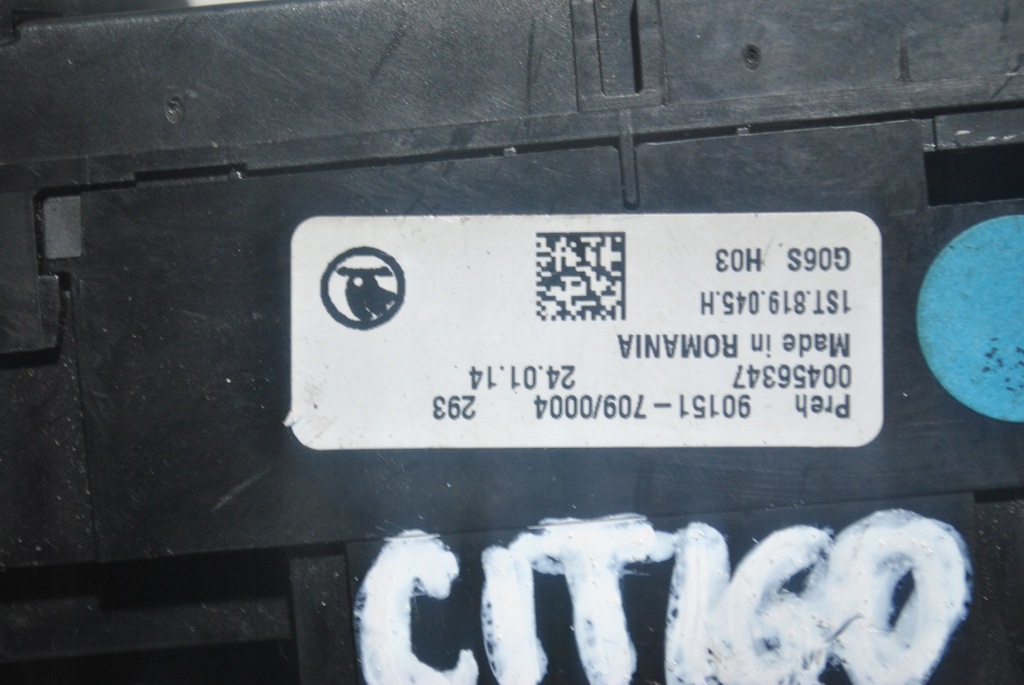 Preh 90151-709/0004 293
00456347 24.01.14
Made in ROMANIA
1ST.819.045.H
G06S H03
CITIGO